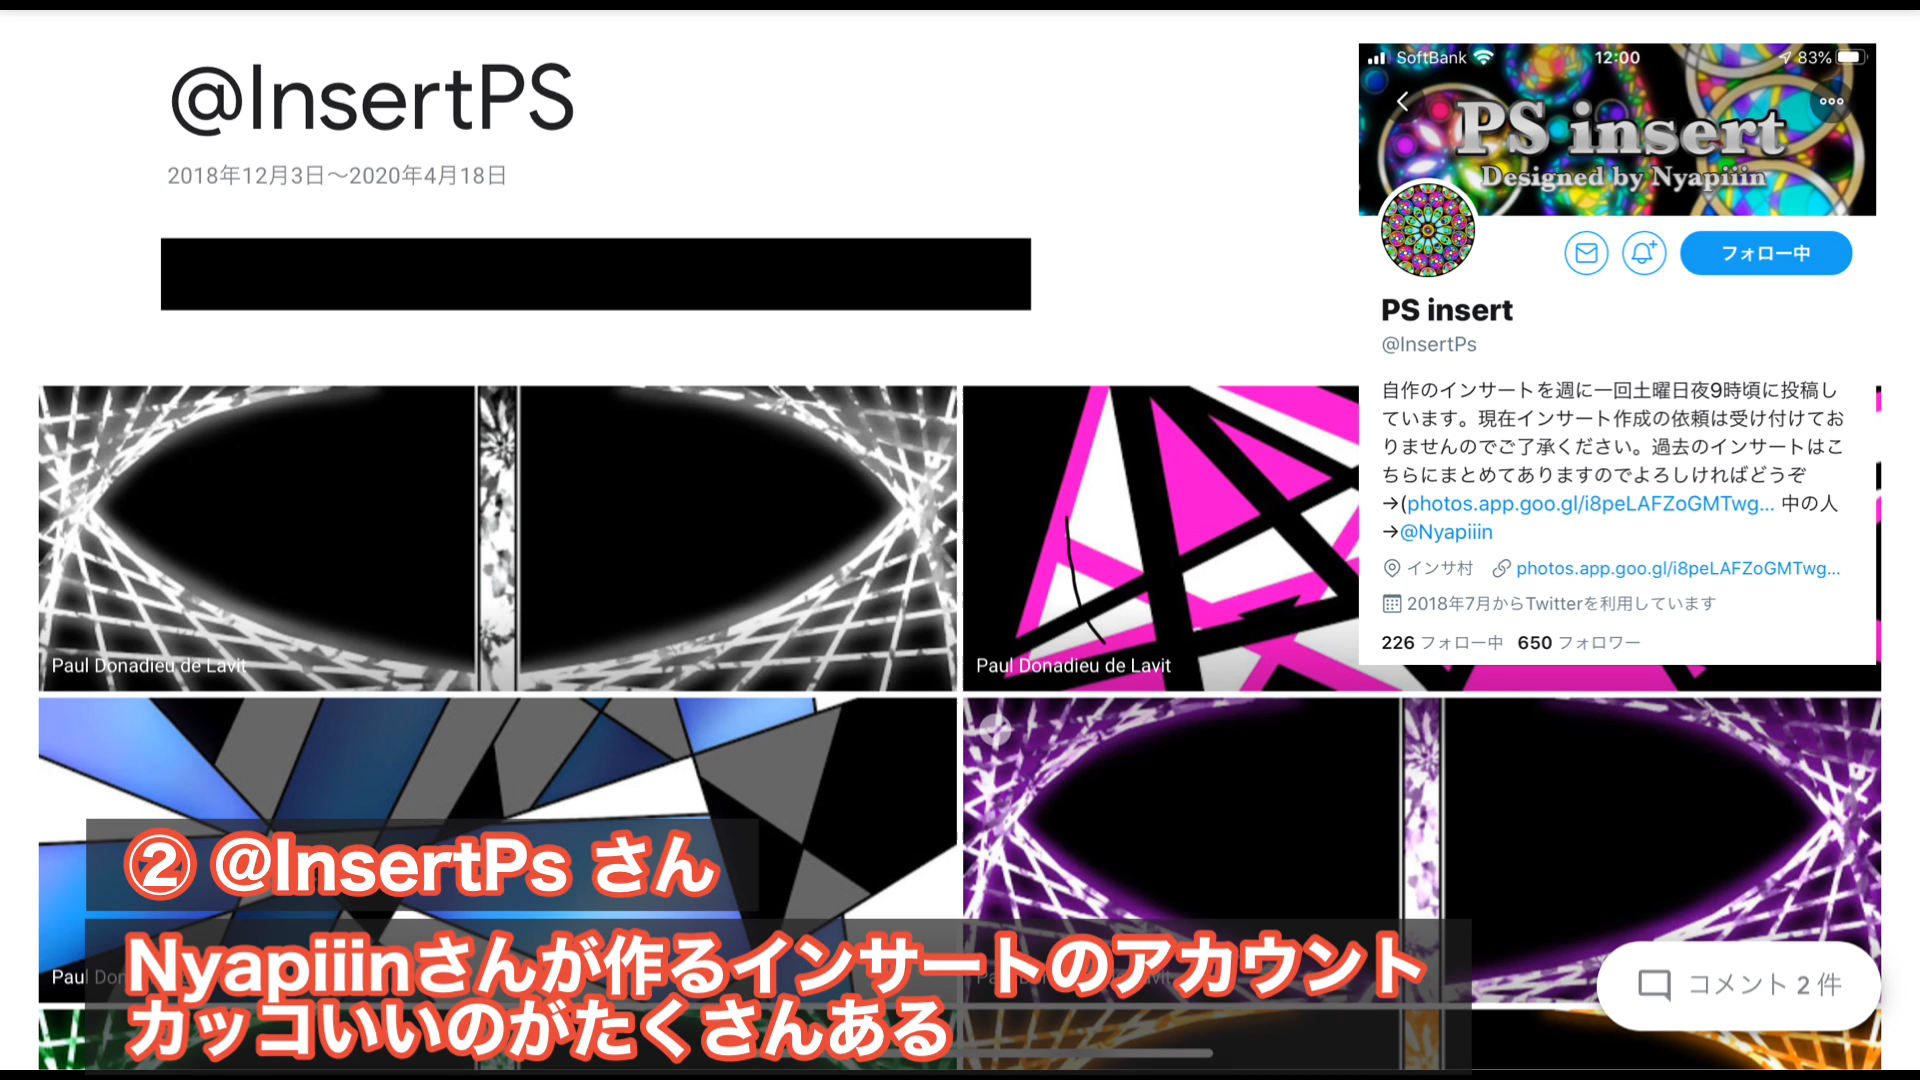 @InsertPS
2018年12月3日～2020年4月18日
SoftBank
12:00
83%
PS insert
Designed by Nyapiiin
フォロー中
PS insert
@InsertPs
自作のインサートを週に一回土曜日夜9時頃に投稿し
ています。現在インサート作成の依頼は受け付けてお
りませんのでご了承ください。過去のインサートはこ
ちらにまとめてありますのでよろしければどうぞ
→(photos.app.goo.gl/i8peLAFZoGMTwg... 中の人
→@Nyapiiin
インサ村 photos.app.goo.gl/i8peLAFZoGMTwg...
2018年7月からTwitterを利用しています
226 フォロー中 650 フォロワー
Paul Donadieu de Lavit
Paul Donadieu de Lavit
② @InsertPs さん
Paul Don
Nyapiiinさんが作るインサートのアカウント
カッコいいのがたくさんある
コメント 2 件